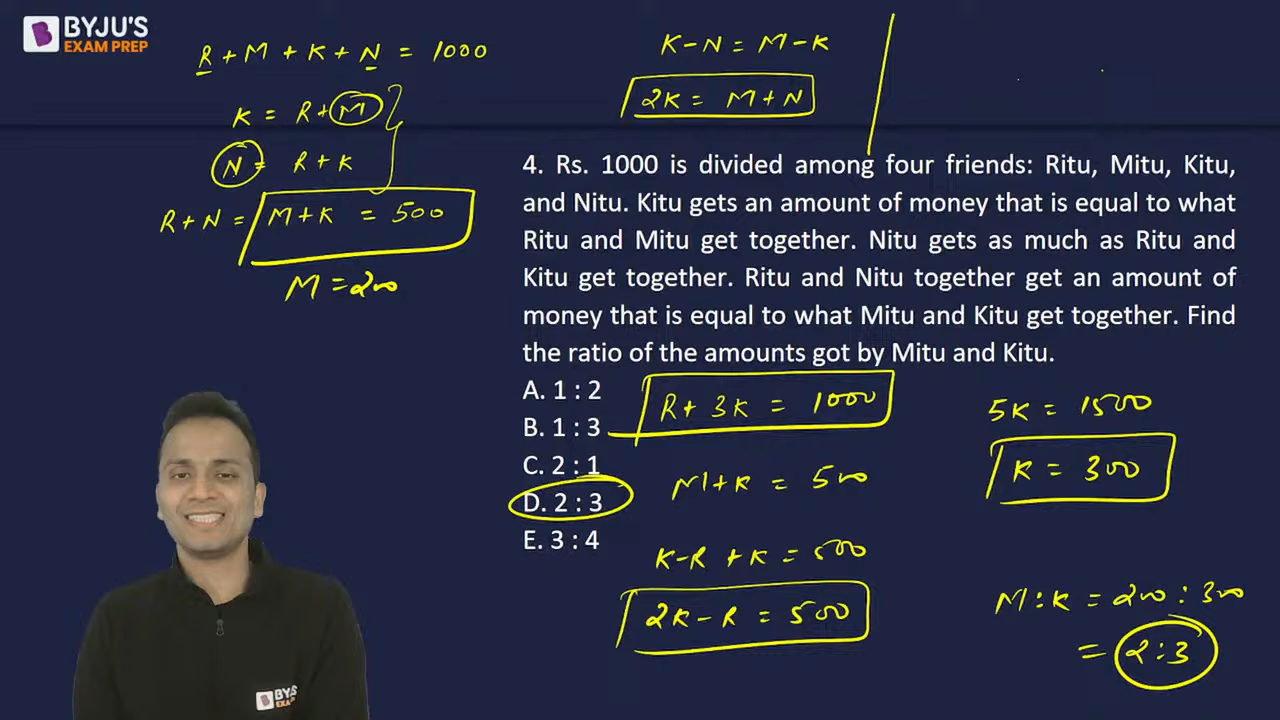 BYJU'S
EXAM PREP
R + M + K + N = 1000
K = R + M
N = R + K
R + N = M + K = 500
M = 200
K - N = M - K
2K = M + N
4. Rs. 1000 is divided among four friends: Ritu, Mitu, Kitu,
and Nitu. Kitu gets an amount of money that is equal to what
Ritu and Mitu get together. Nitu gets as much as Ritu and
Kitu get together. Ritu and Nitu together get an amount of
money that is equal to what Mitu and Kitu get together. Find
the ratio of the amounts got by Mitu and Kitu.
A. 1 : 2
B. 1 : 3
C. 2 : 1
D. 2 : 3
E. 3 : 4
R + 3K = 1000
M + K = 500
K - R + K = 500
2K - R = 500
5K = 1500
K = 300
M : K = 200 : 300
= 2 : 3
BYJU'S
EXAM PREP